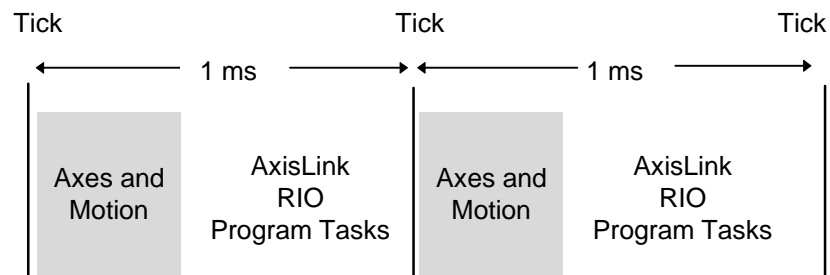 Tick Tick Tick
1 ms 1 ms
Axes and
Motion
AxisLink
RIO
Program Tasks
Axes and
Motion
AxisLink
RIO
Program Tasks